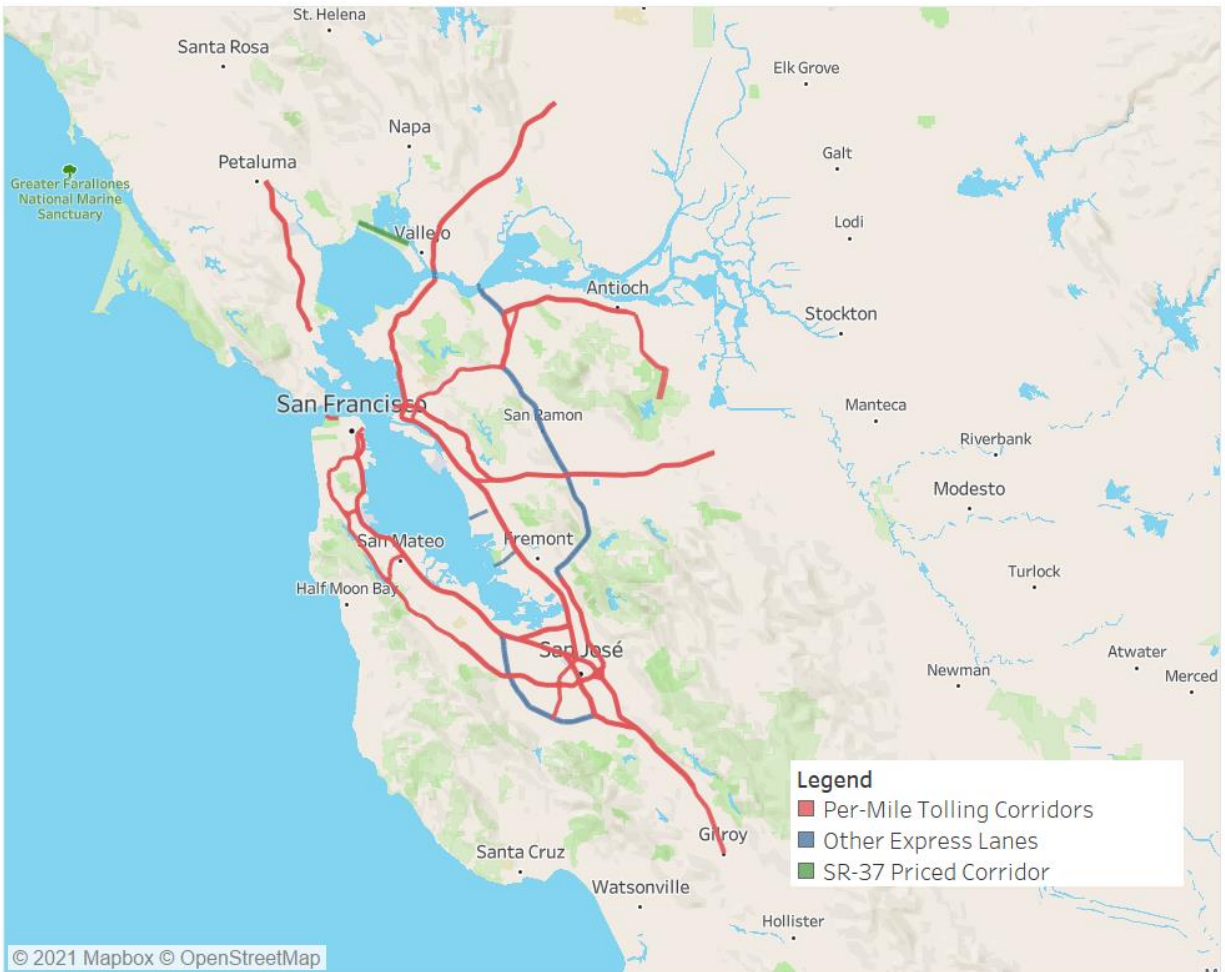 St. Helena
Santa Rosa
Elk Grove
Napa
Galt
Petaluma
Greater Farallones
National Marine
Sanctuary
Lodi
Vallejo
Antioch
Stockton
San Francisco
Manteca
San Ramon
Riverbank
Modesto
San Mateo
Fremont
Turlock
Half Moon Bay
San José
Atwater
Newman
Merced
Legend
Per-Mile Tolling Corridors
Other Express Lanes
SR-37 Priced Corridor
Gilroy
Santa Cruz
Watsonville
Hollister
© 2021 Mapbox © OpenStreetMap